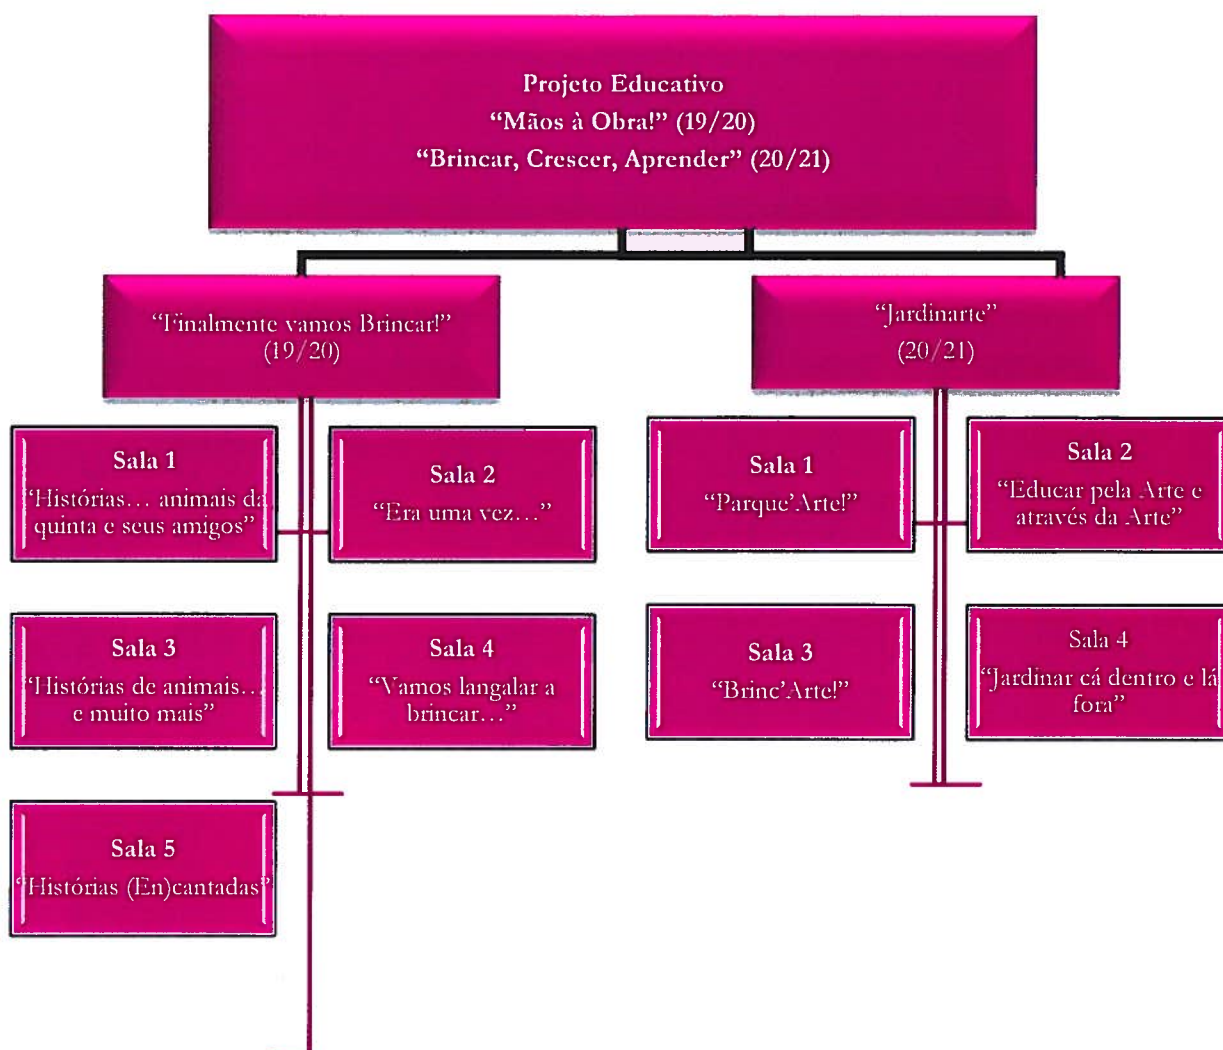 Projeto Educativo
“Mãos à Obra!” (19/20)
“Brincar, Crescer, Aprender” (20/21)
“Finalmente vamos Brincar!”
(19/20)
“Jardinarte”
(20/21)
Sala 1
“Histórias… animais da
quinta e seus amigos”
Sala 2
“Era uma vez…”
Sala 3
“Histórias de animais…
e muito mais”
Sala 4
“Vamos langalar a
brincar…”
Sala 5
“Histórias (En)cantadas”
Sala 1
“Parque’Arte!”
Sala 2
“Educar pela Arte e
através da Arte”
Sala 3
“Brinc’Arte!”
Sala 4
“Jardinar cá dentro e lá
fora”